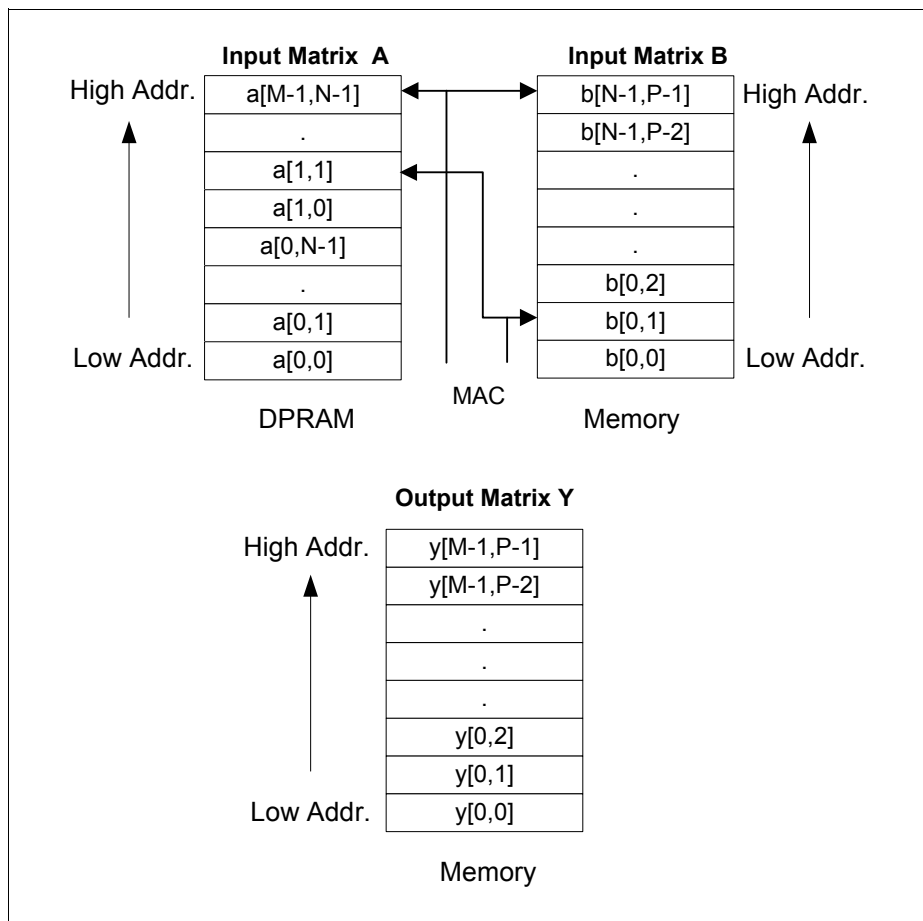 Input Matrix A
High Addr.
a[M-1,N-1]
.
a[1,1]
a[1,0]
a[0,N-1]
.
a[0,1]
Low Addr.
a[0,0]
DPRAM
MAC
Input Matrix B
b[N-1,P-1]
High Addr.
b[N-1,P-2]
.
.
.
b[0,2]
b[0,1]
b[0,0]
Low Addr.
Memory
Output Matrix Y
High Addr.
y[M-1,P-1]
y[M-1,P-2]
.
.
.
y[0,2]
y[0,1]
Low Addr.
y[0,0]
Memory